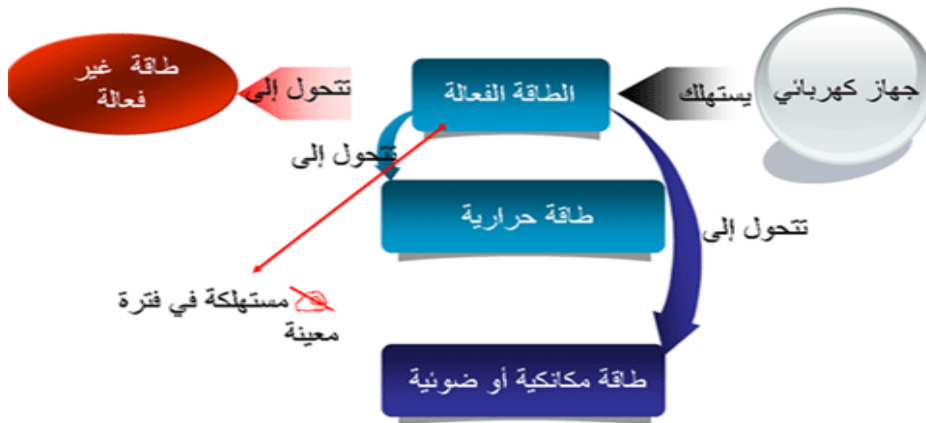 جهاز كهربائي
يستهلك
الطاقة الفعالة
تتحول إلى
طاقة غير
فعالة
تتحول إلى
طاقة حرارية
تتحول إلى
مستهلكة في فترة
معينة
طاقة مكانكية أو ضوئية